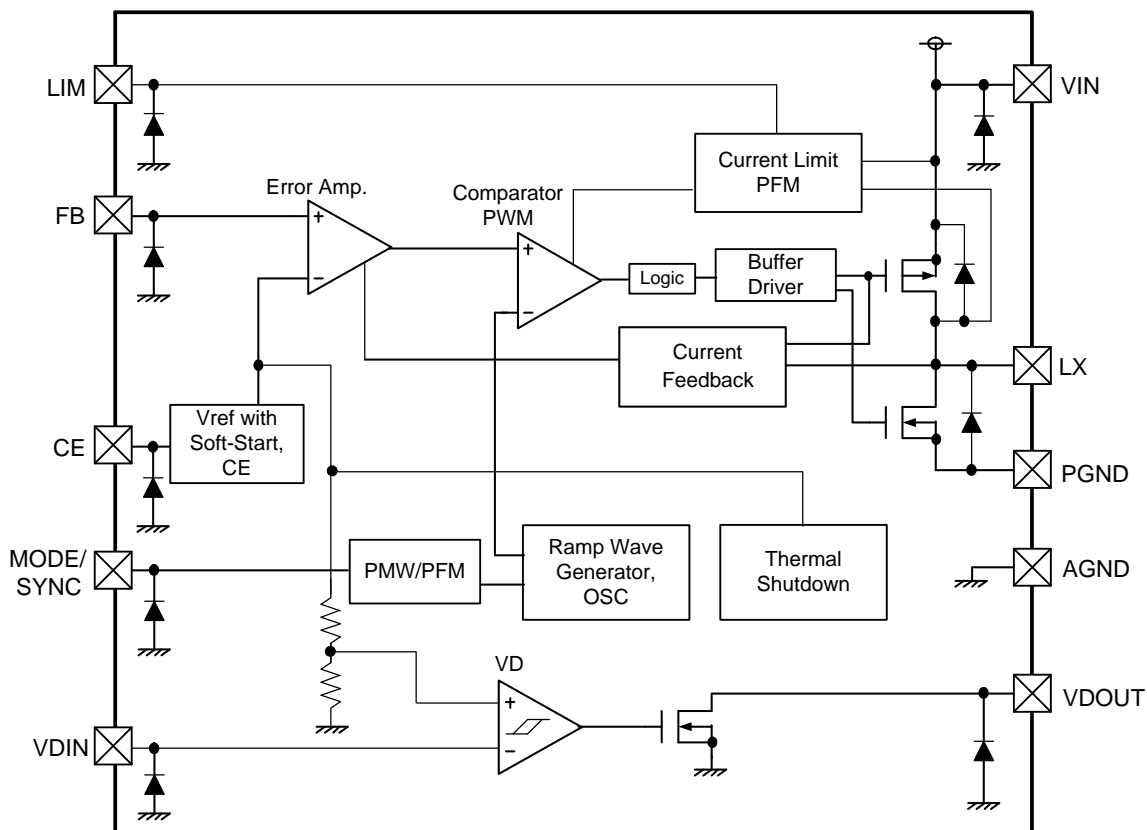 LIM
VIN
Current Limit
PFM
Error Amp.
Comparator
PWM
FB
+
−
+
−
Logic
Buffer
Driver
Current
Feedback
LX
Vref with
Soft-Start,
CE
CE
PGND
MODE/
SYNC
PMW/PFM
Ramp Wave
Generator,
OSC
Thermal
Shutdown
AGND
VD
+
−
VDOUT
VDIN